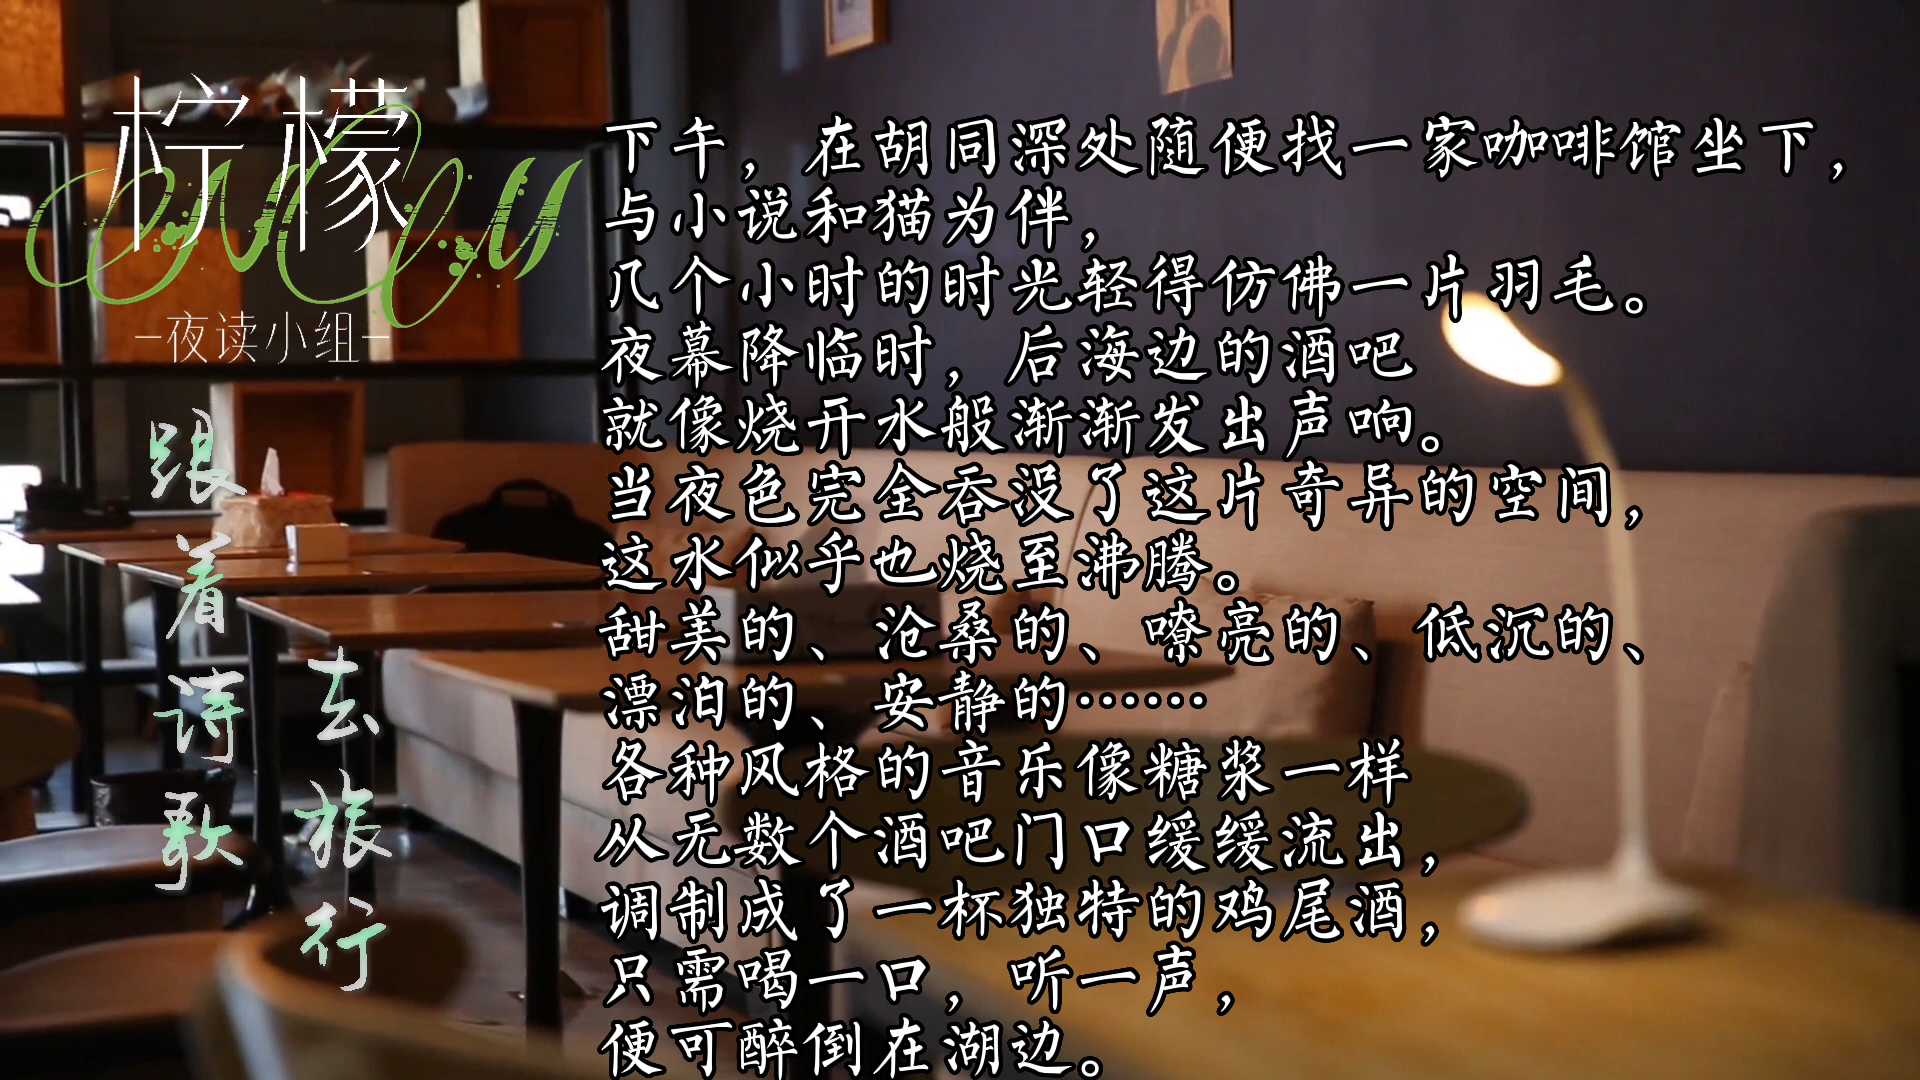 柠檬
-夜读小组-
跟着诗歌
去旅行
下午，在胡同深处随便找一家咖啡馆坐下，
与小说和猫为伴，
几个小时的时光轻得仿佛一片羽毛。
夜幕降临时，后海边的酒吧
就像烧开水般渐渐发出声响。
当夜色完全吞没了这片奇异的空间，
这水似乎也烧至沸腾。
甜美的、沧桑的、嘹亮的、低沉的、
漂泊的、安静的……
各种风格的音乐像糖浆一样
从无数个酒吧门口缓缓流出，
调制成了一杯独特的鸡尾酒，
只需喝一口，听一声，
便可醉倒在湖边。